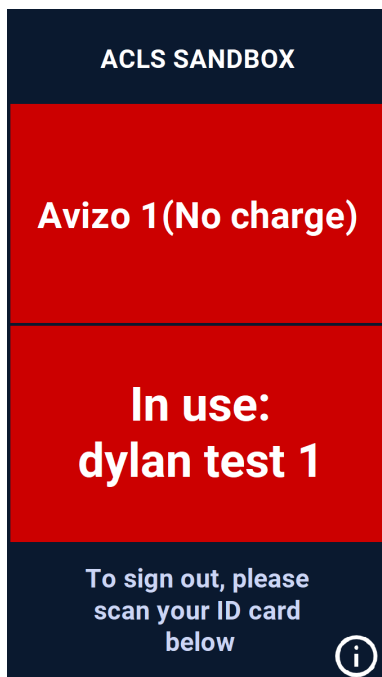 ACLS SANDBOX
Avizo 1(No charge)
In use:
dylan test 1
To sign out, please
scan your ID card
below